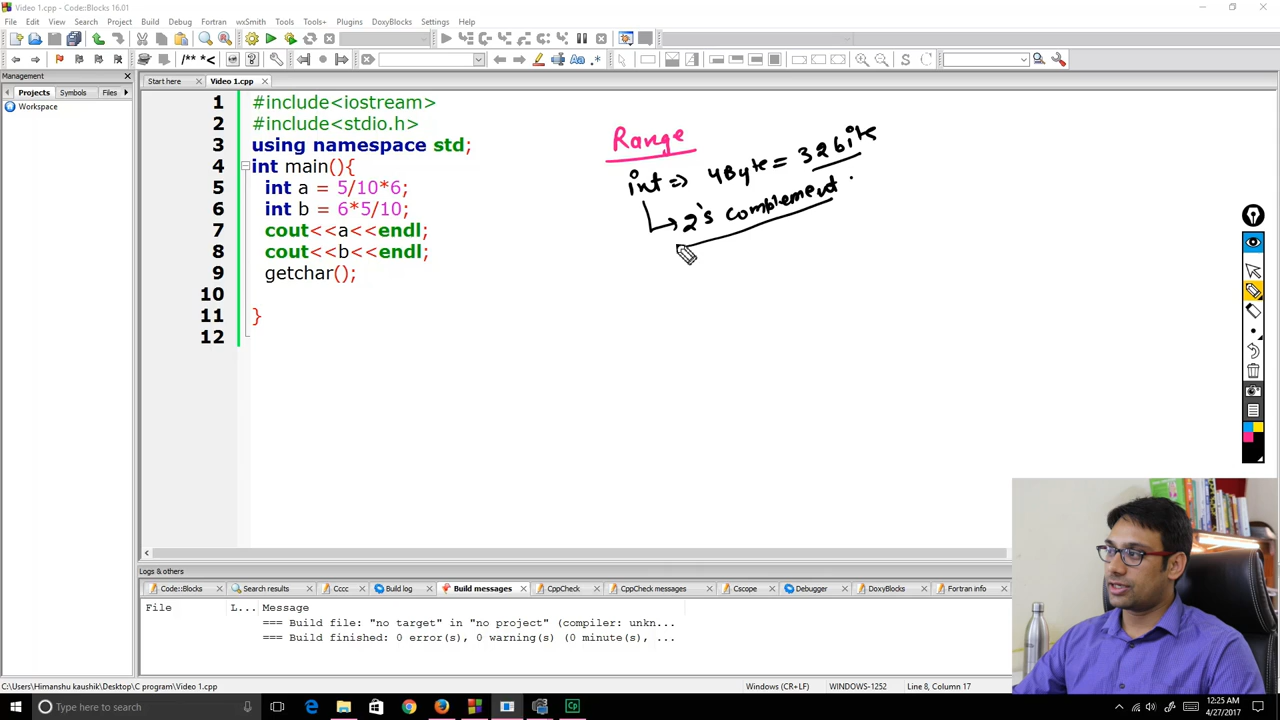 Video 1.cpp - Code::Blocks 16.01
File Edit View Search Project Build Debug Fortran wxSmith Tools Tools+ Plugins DoxyBlocks Settings Help
Management
Start here Video 1.cpp
Projects Symbols Files
Workspace
1 #include<iostream>
2 #include<stdio.h>
3 using namespace std;
4 int main(){
5 int a = 5/10*6;
6 int b = 6*5/10;
7 cout<<a<<endl;
8 cout<<b<<endl;
9 getchar();
10
11 }
12
Range
int => 4Byte = 32bits
2's complement
Logs & others
Code::Blocks Search results Cccc Build log Build messages CppCheck CppCheck messages Cscope Debugger DoxyBlocks Fortran info
File L... Message
=== Build file: "no target" in "no project" (compiler: unkn...
=== Build finished: 0 error(s), 0 warning(s) (0 minute(s), ...
C:\Users\Himanshu kaushik\Desktop\C program\Video 1.cpp Windows (CR+LF) WINDOWS-1252 Line 8, Column 17
Type here to search
12:25 AM
4/27/2017